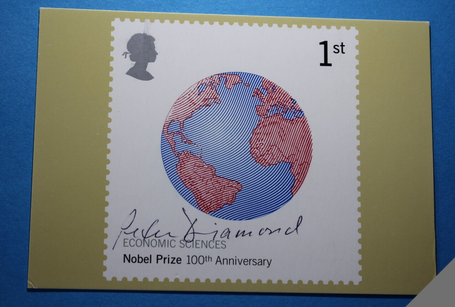 1st
Peter Diamond
ECONOMIC SCIENCES
Nobel Prize 100th Anniversary